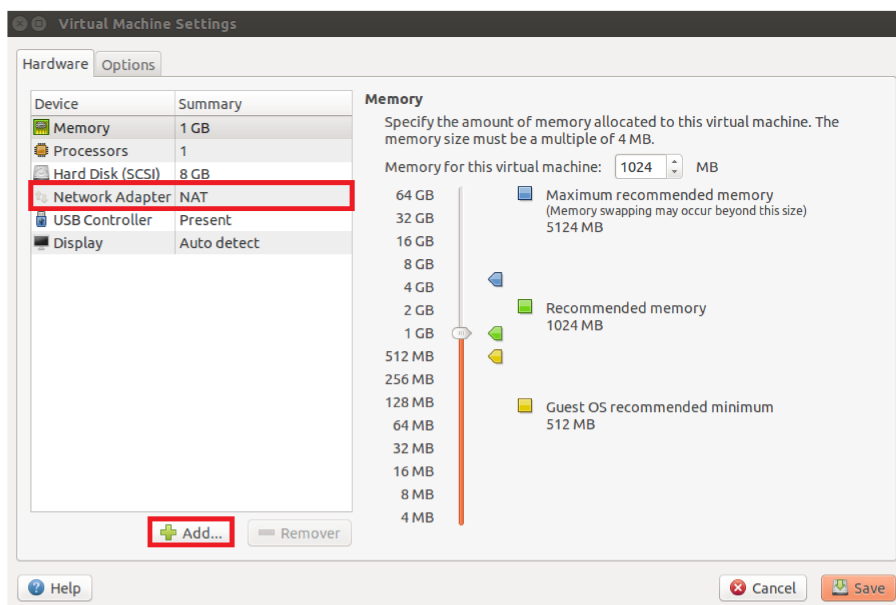 Virtual Machine Settings
Hardware
Options
Device Summary
Memory 1 GB
Processors 1
Hard Disk (SCSI) 8 GB
Network Adapter NAT
USB Controller Present
Display Auto detect
Add...
Remover
Memory
Specify the amount of memory allocated to this virtual machine. The
memory size must be a multiple of 4 MB.
Memory for this virtual machine: 1024 MB
64 GB
32 GB
16 GB
8 GB
4 GB
2 GB
1 GB
512 MB
256 MB
128 MB
64 MB
32 MB
16 MB
8 MB
4 MB
Maximum recommended memory
(Memory swapping may occur beyond this size)
5124 MB
Recommended memory
1024 MB
Guest OS recommended minimum
512 MB
Help
Cancel
Save